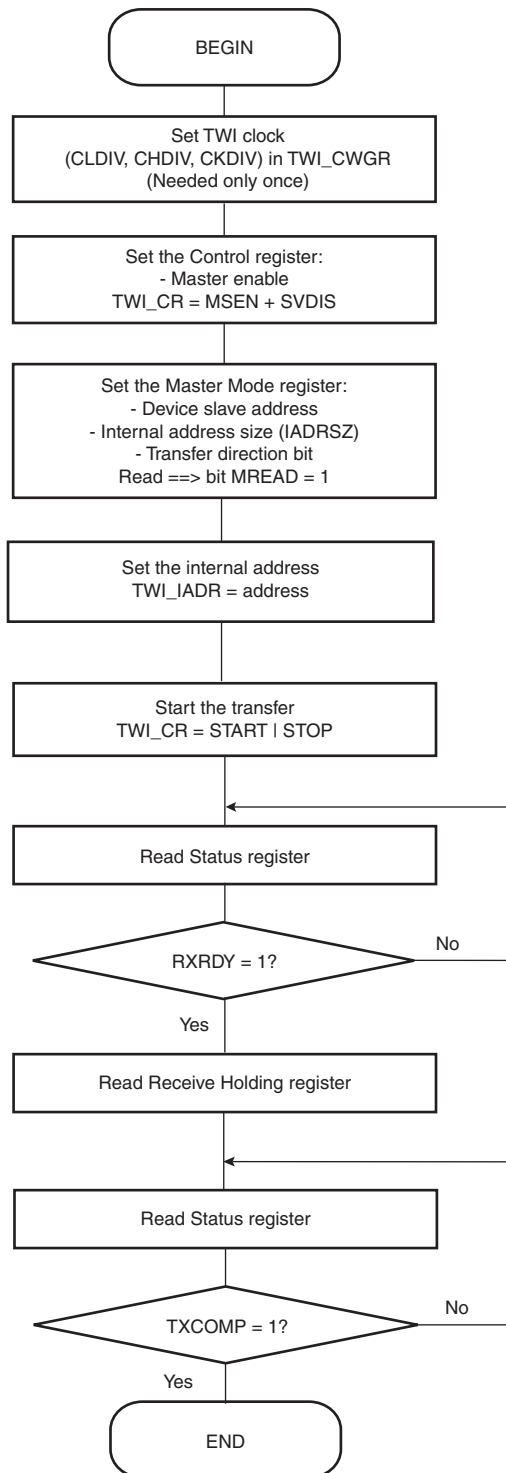 BEGIN
Set TWI clock
(CLDIV, CHDIV, CKDIV) in TWI_CWGR
(Needed only once)
Set the Control register:
- Master enable
TWI_CR = MSEN + SVDIS
Set the Master Mode register:
- Device slave address
- Internal address size (IADRSZ)
- Transfer direction bit
Read ==> bit MREAD = 1
Set the internal address
TWI_IADR = address
Start the transfer
TWI_CR = START | STOP
Read Status register
RXRDY = 1?
No
Yes
Read Receive Holding register
Read Status register
TXCOMP = 1?
No
Yes
END